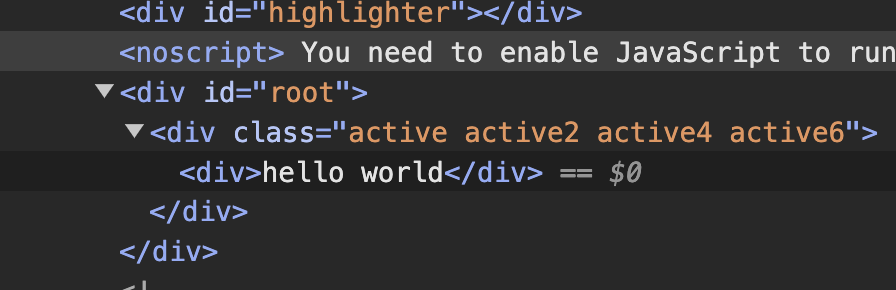 <div id="highlighter"></div>
<noscript> You need to enable JavaScript to run
<div id="root">
<div class="active active2 active4 active6">
<div>hello world</div> == $0
</div>
</div>
<!